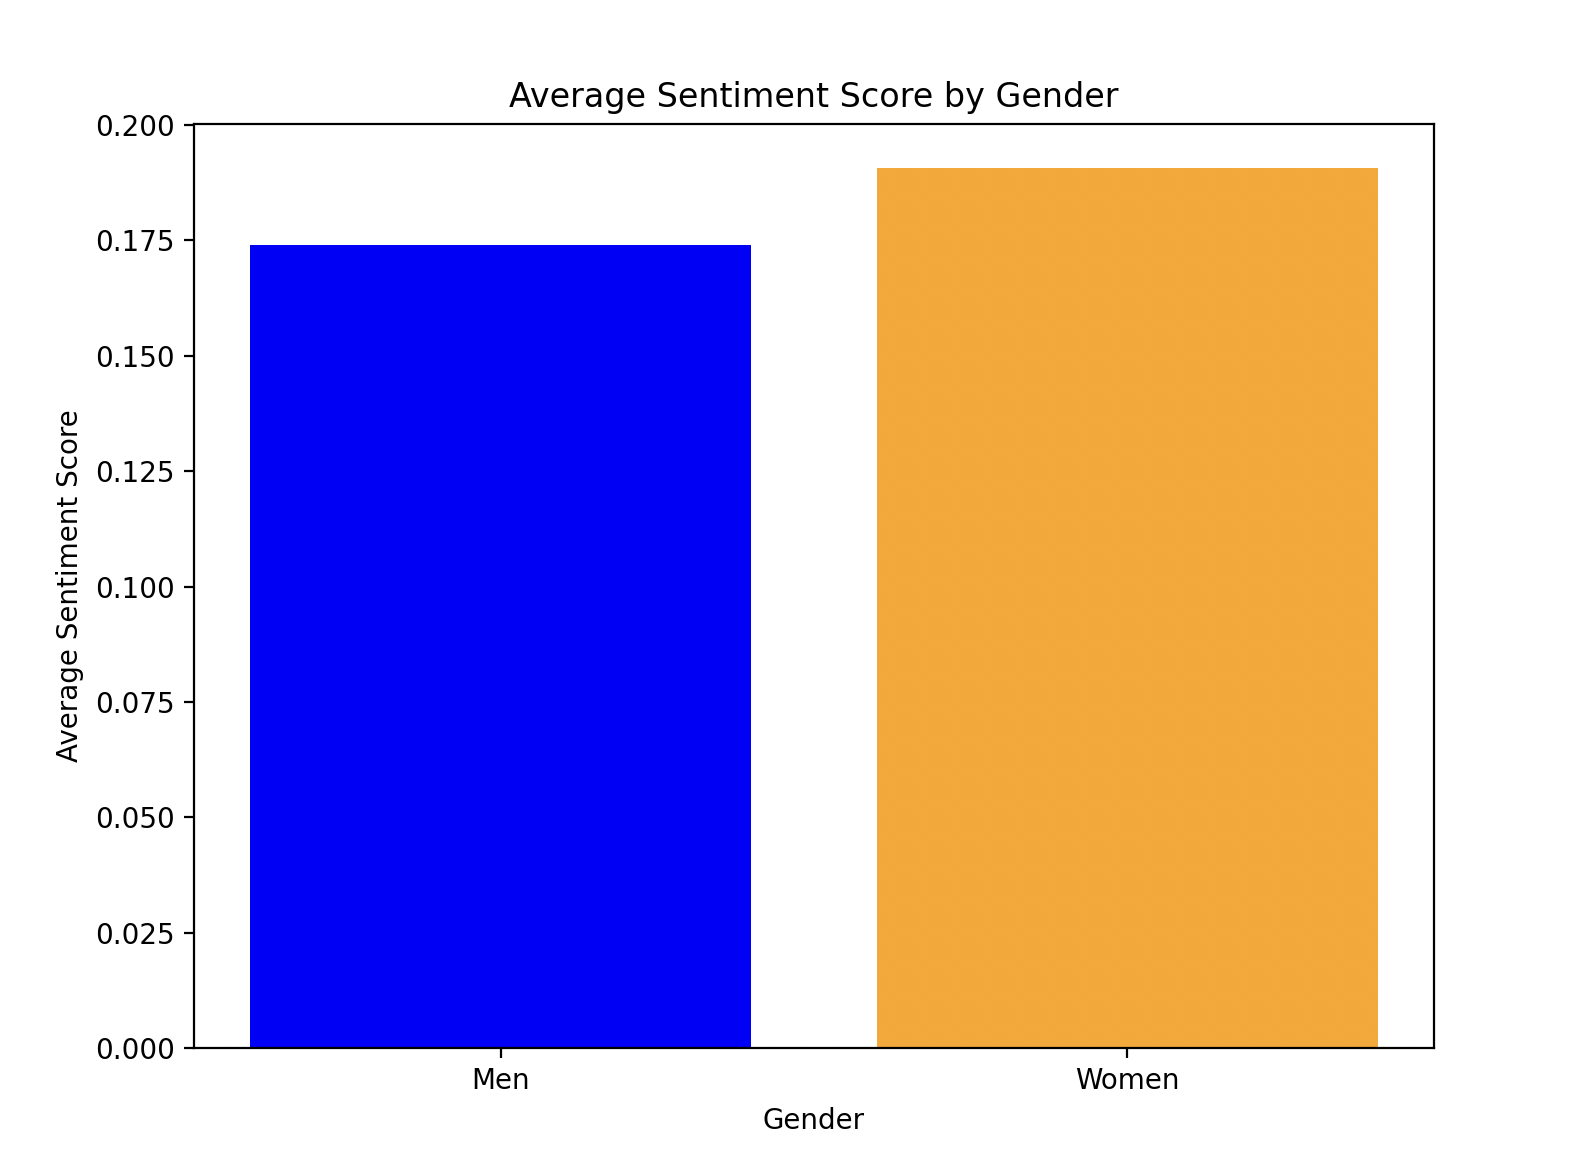 Average Sentiment Score by Gender
0.200
0.175
0.150
0.125
0.100
0.075
0.050
0.025
0.000
Average Sentiment Score
Men
Women
Gender